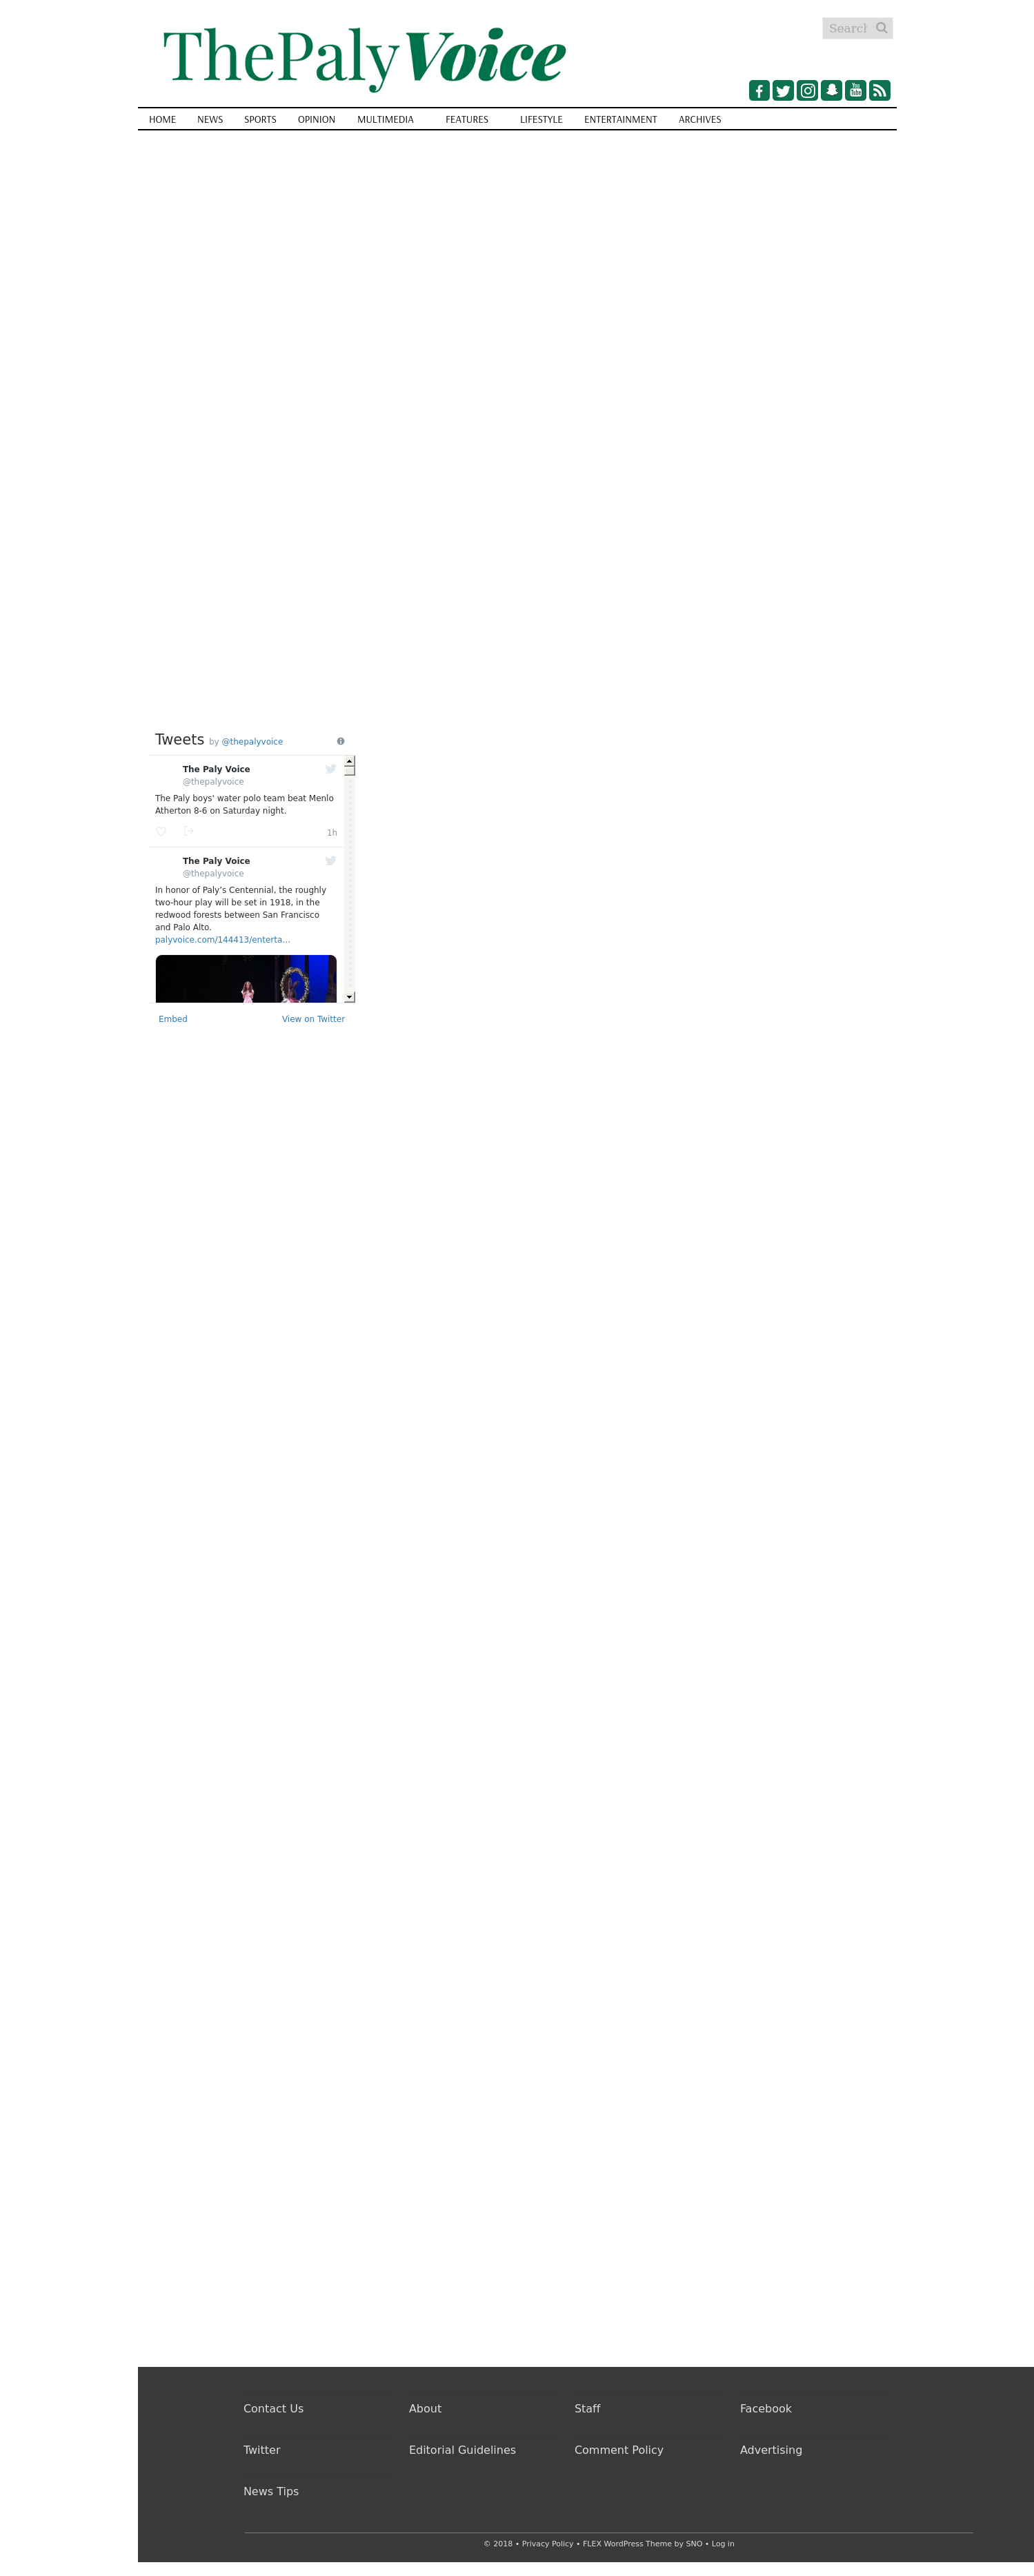 ThePalyVoice
Search
HOME NEWS SPORTS OPINION MULTIMEDIA FEATURES LIFESTYLE ENTERTAINMENT ARCHIVES
Tweets by @thepalyvoice
The Paly Voice
@thepalyvoice
The Paly boys' water polo team beat Menlo
Atherton 8-6 on Saturday night.
1h
The Paly Voice
@thepalyvoice
In honor of Paly’s Centennial, the roughly
two-hour play will be set in 1918, in the
redwood forests between San Francisco
and Palo Alto.
palyvoice.com/144413/enterta…
Embed View on Twitter
Contact Us About Staff Facebook
Twitter Editorial Guidelines Comment Policy Advertising
News Tips
© 2018 • Privacy Policy • FLEX WordPress Theme by SNO • Log in